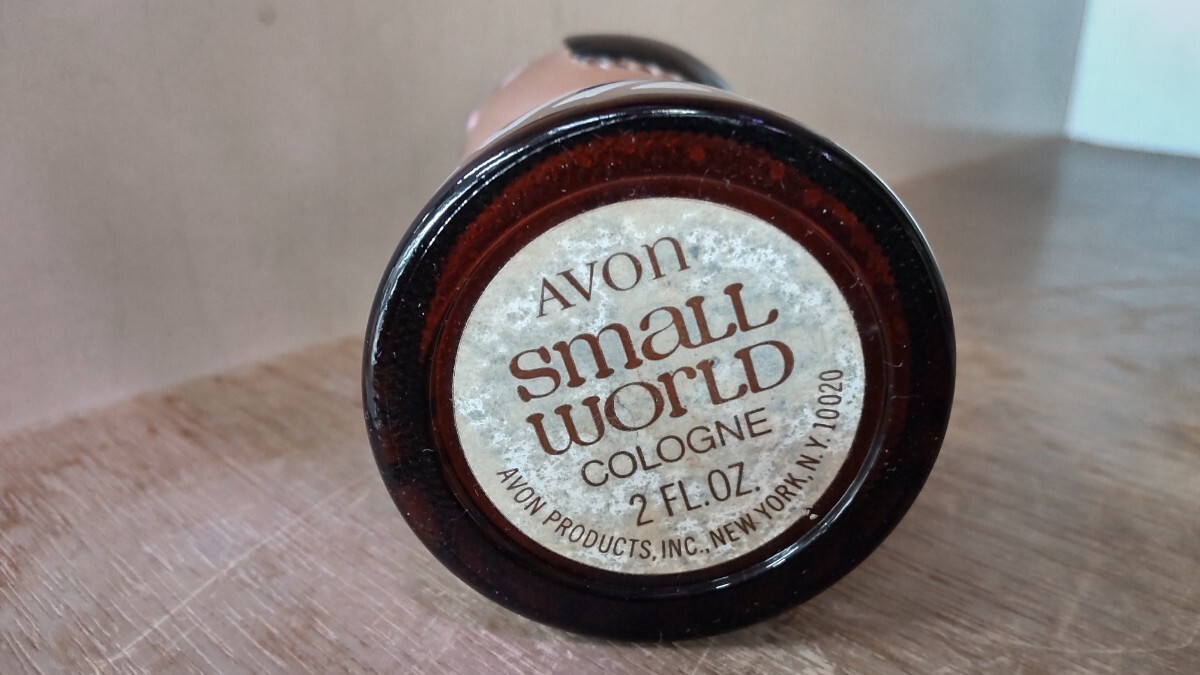 AVON
small
world
COLOGNE
2 FL.OZ.
AVON PRODUCTS, INC., NEW YORK, N.Y. 10020